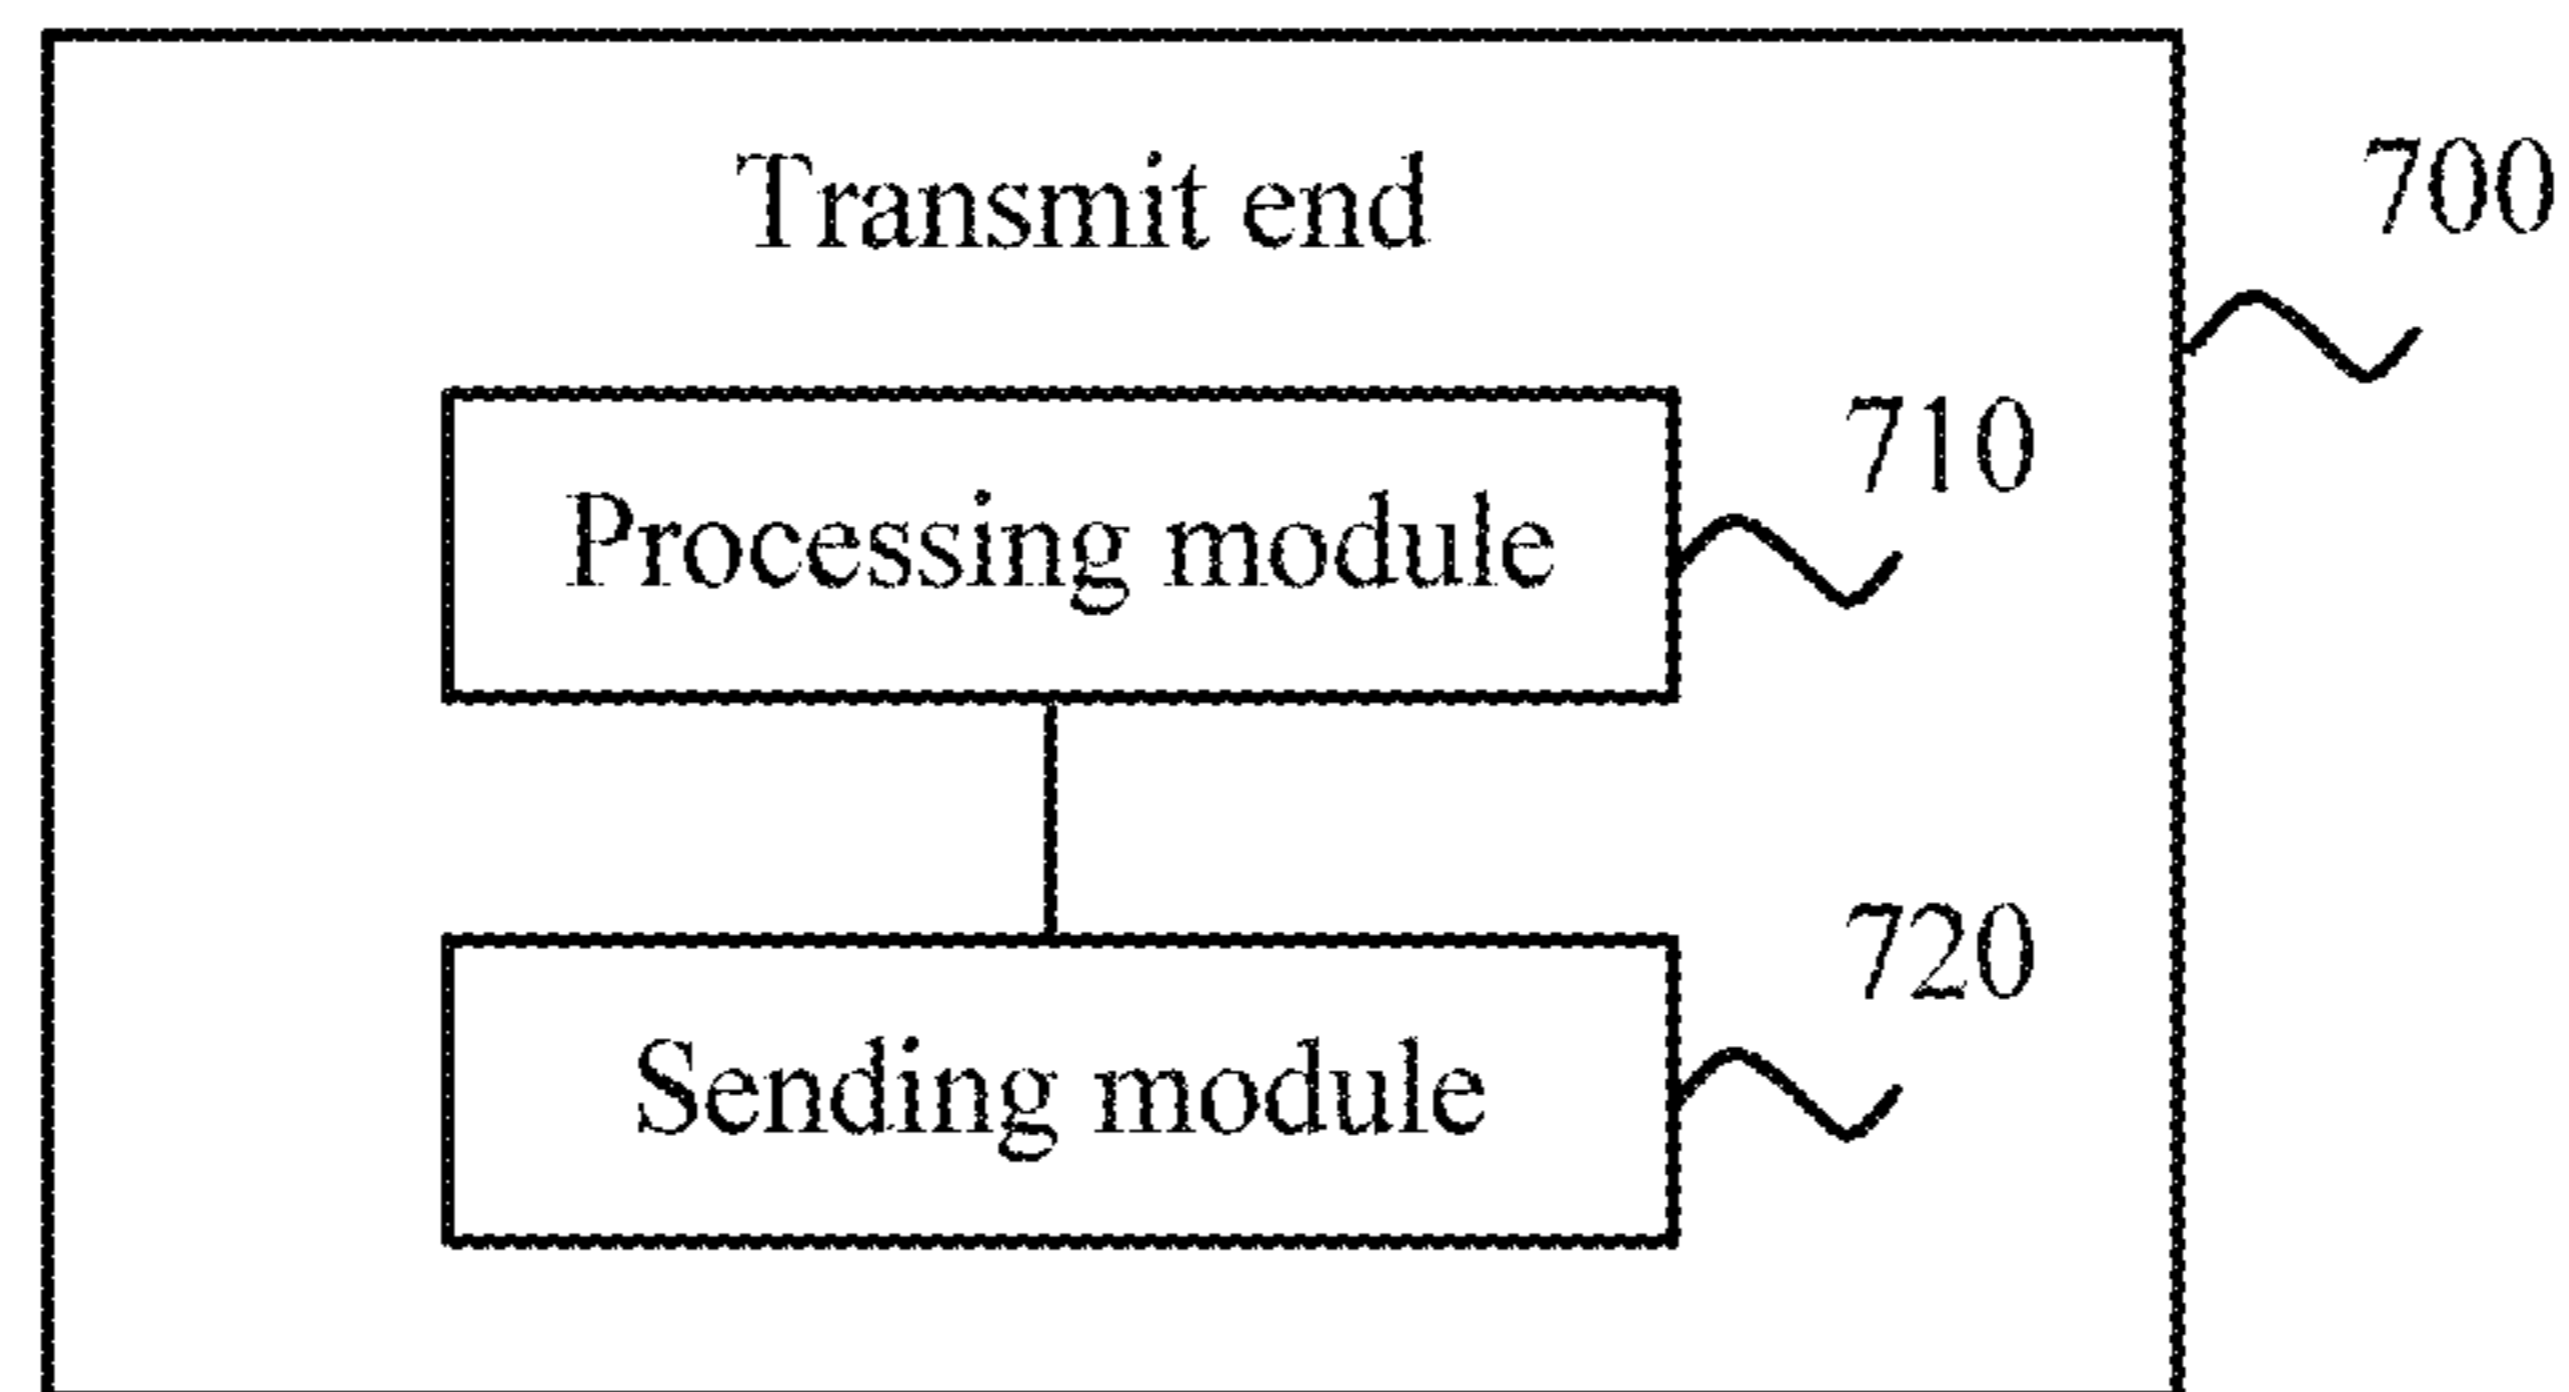 Transmit end
700
710
Processing module
720
Sending module